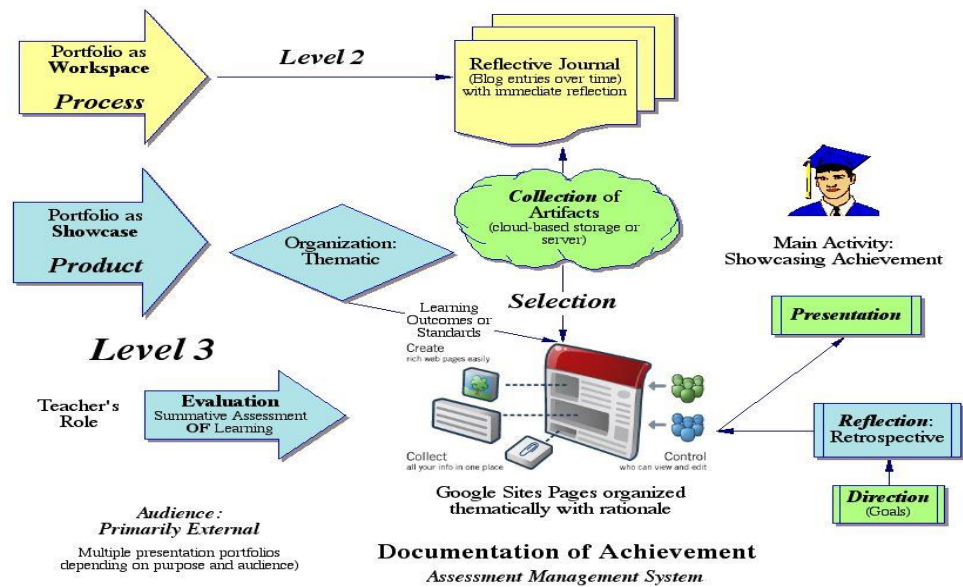 Portfolio as
Workspace
Process
Level 2
Reflective Journal
(Blog entries over time)
with immediate reflection
Portfolio as
Showcase
Product
Organization:
Thematic
Collection of
Artifacts
(cloud-based storage or
server)
Main Activity:
Showcasing Achievement
Selection
Learning
Outcomes or
Standards
Presentation
Level 3
Create
rich web pages easily
Teacher's
Role
Evaluation
Summative Assessment
OF Learning
Reflection:
Retrospective
Collect
all your info in one place
Control
who can view and edit
Direction
(Goals)
Google Sites Pages organized
thematically with rationale
Audience:
Primarily External
Multiple presentation portfolios
depending on purpose and audience)
Documentation of Achievement
Assessment Management System